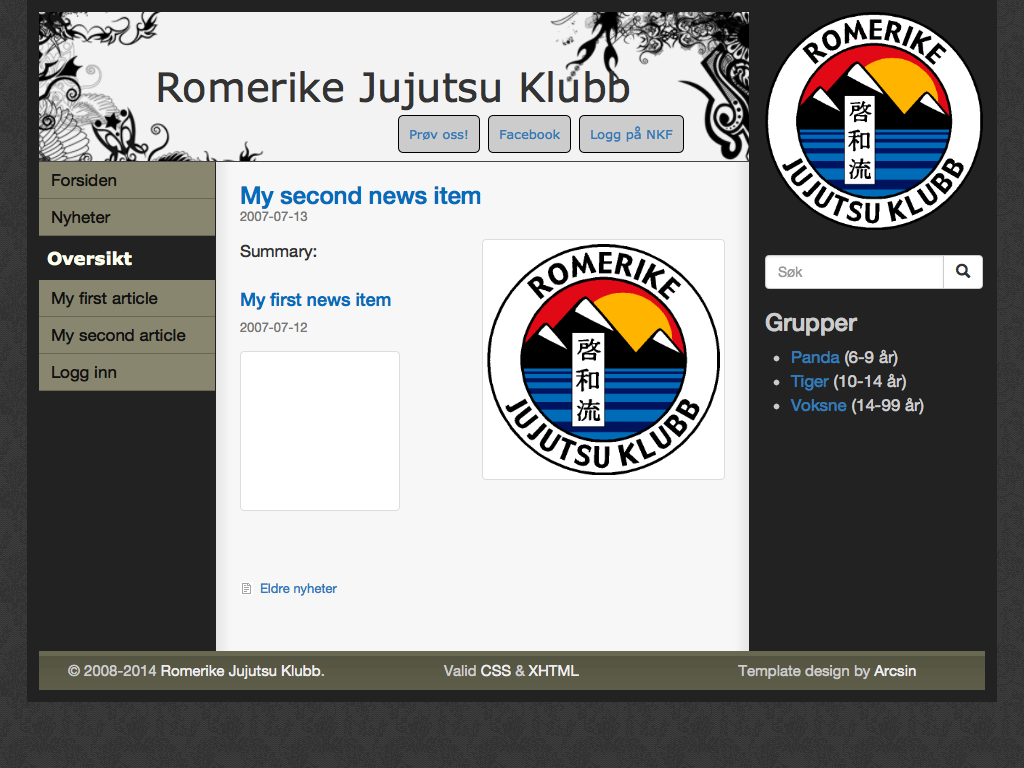 Romerike Jujutsu Klubb
Prøv oss!
Facebook
Logg på NKF
ROMERIKE
啓
和
流
JUJUTSU KLUBB
Forsiden
Nyheter
Oversikt
My first article
My second article
Logg inn
My second news item
2007-07-13
Summary:
ROMERIKE
啓
和
流
JUJUTSU KLUBB
My first news item
2007-07-12
Eldre nyheter
Søk
Grupper
Panda (6-9 år)
Tiger (10-14 år)
Voksne (14-99 år)
© 2008-2014 Romerike Jujutsu Klubb.
Valid CSS & XHTML
Template design by Arcsin